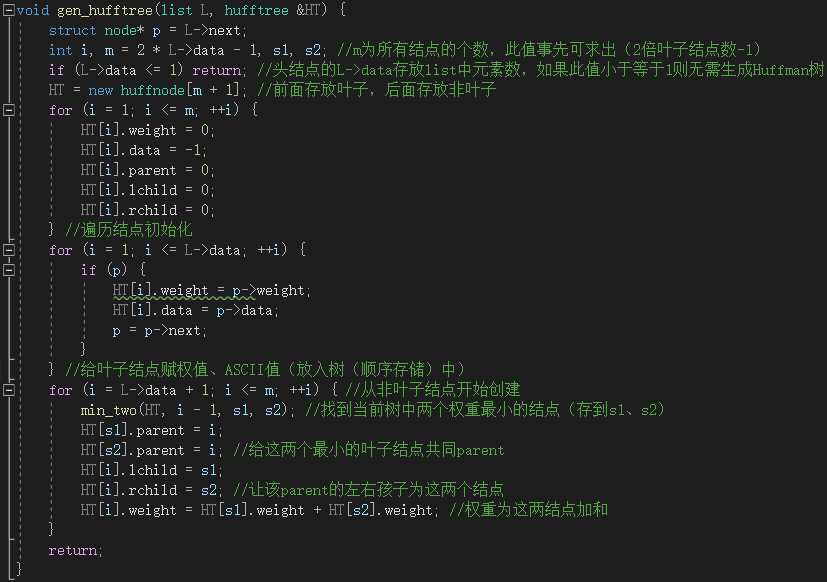 void gen_hufftree(list L, hufftree &HT) {
struct node* p = L->next;
int i, m = 2 * L->data - 1, s1, s2; //m为所有结点的个数，此值事先可求出（2倍叶子结点数-1）
if (L->data <= 1) return; //头结点的L->data存放list中元素数，如果此值小于等于1则无需生成Huffman树
HT = new huffnode[m + 1]; //前面存放叶子，后面存放非叶子
for (i = 1; i <= m; ++i) {
HT[i].weight = 0;
HT[i].data = -1;
HT[i].parent = 0;
HT[i].lchild = 0;
HT[i].rchild = 0;
} //遍历结点初始化
for (i = 1; i <= L->data; ++i) {
if (p) {
HT[i].weight = p->weight;
HT[i].data = p->data;
p = p->next;
}
} //给叶子结点赋权值、ASCII值（放入树（顺序存储）中）
for (i = L->data + 1; i <= m; ++i) { //从非叶子结点开始创建
min_two(HT, i - 1, s1, s2); //找到当前树中两个权重最小的结点（存到s1、s2）
HT[s1].parent = i;
HT[s2].parent = i; //给这两个最小的叶子结点共同parent
HT[i].lchild = s1;
HT[i].rchild = s2; //让该parent的左右孩子为这两个结点
HT[i].weight = HT[s1].weight + HT[s2].weight; //权重为这两结点加和
}
return;
}